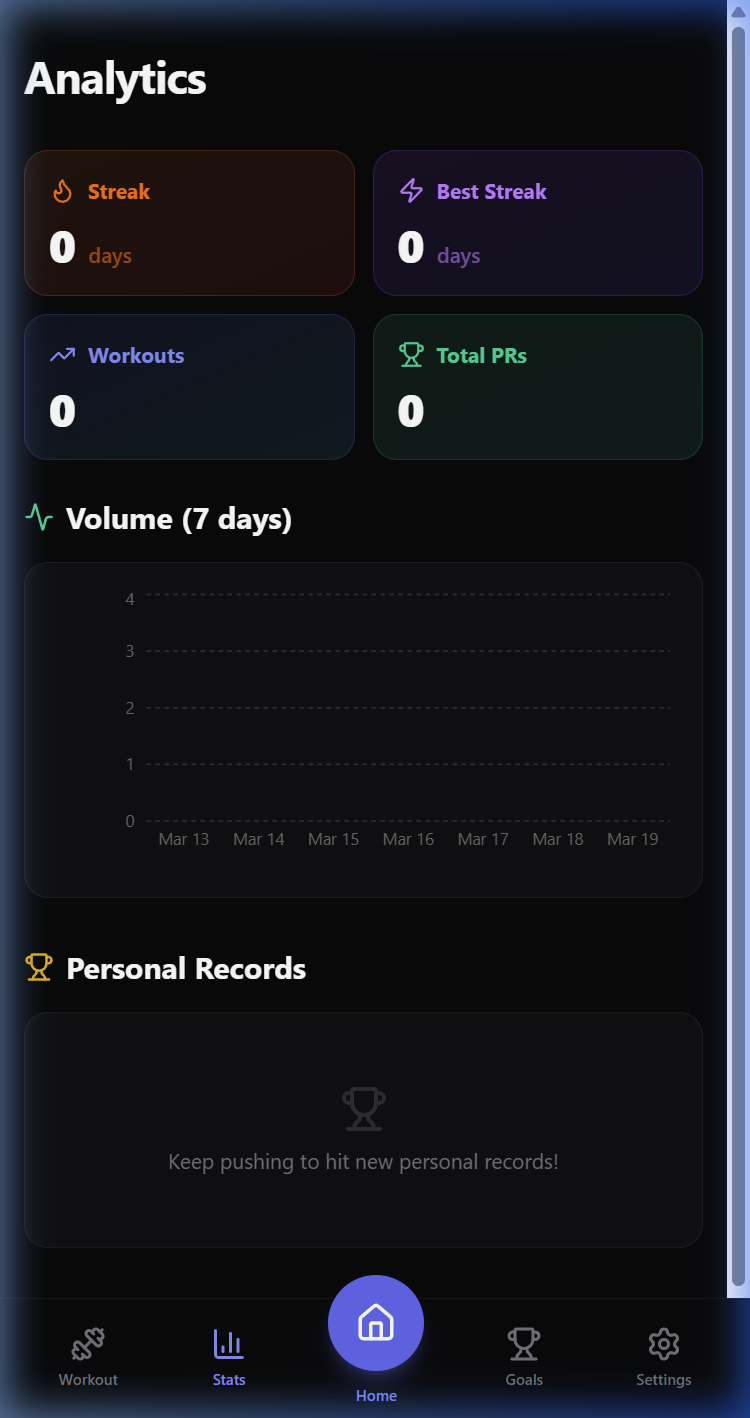 Analytics
Streak
0 days
Best Streak
0 days
Workouts
0
Total PRs
0
Volume (7 days)
4
3
2
1
0
Mar 13 Mar 14 Mar 15 Mar 16 Mar 17 Mar 18 Mar 19
Personal Records
Keep pushing to hit new personal records!
Workout Stats Home Goals Settings